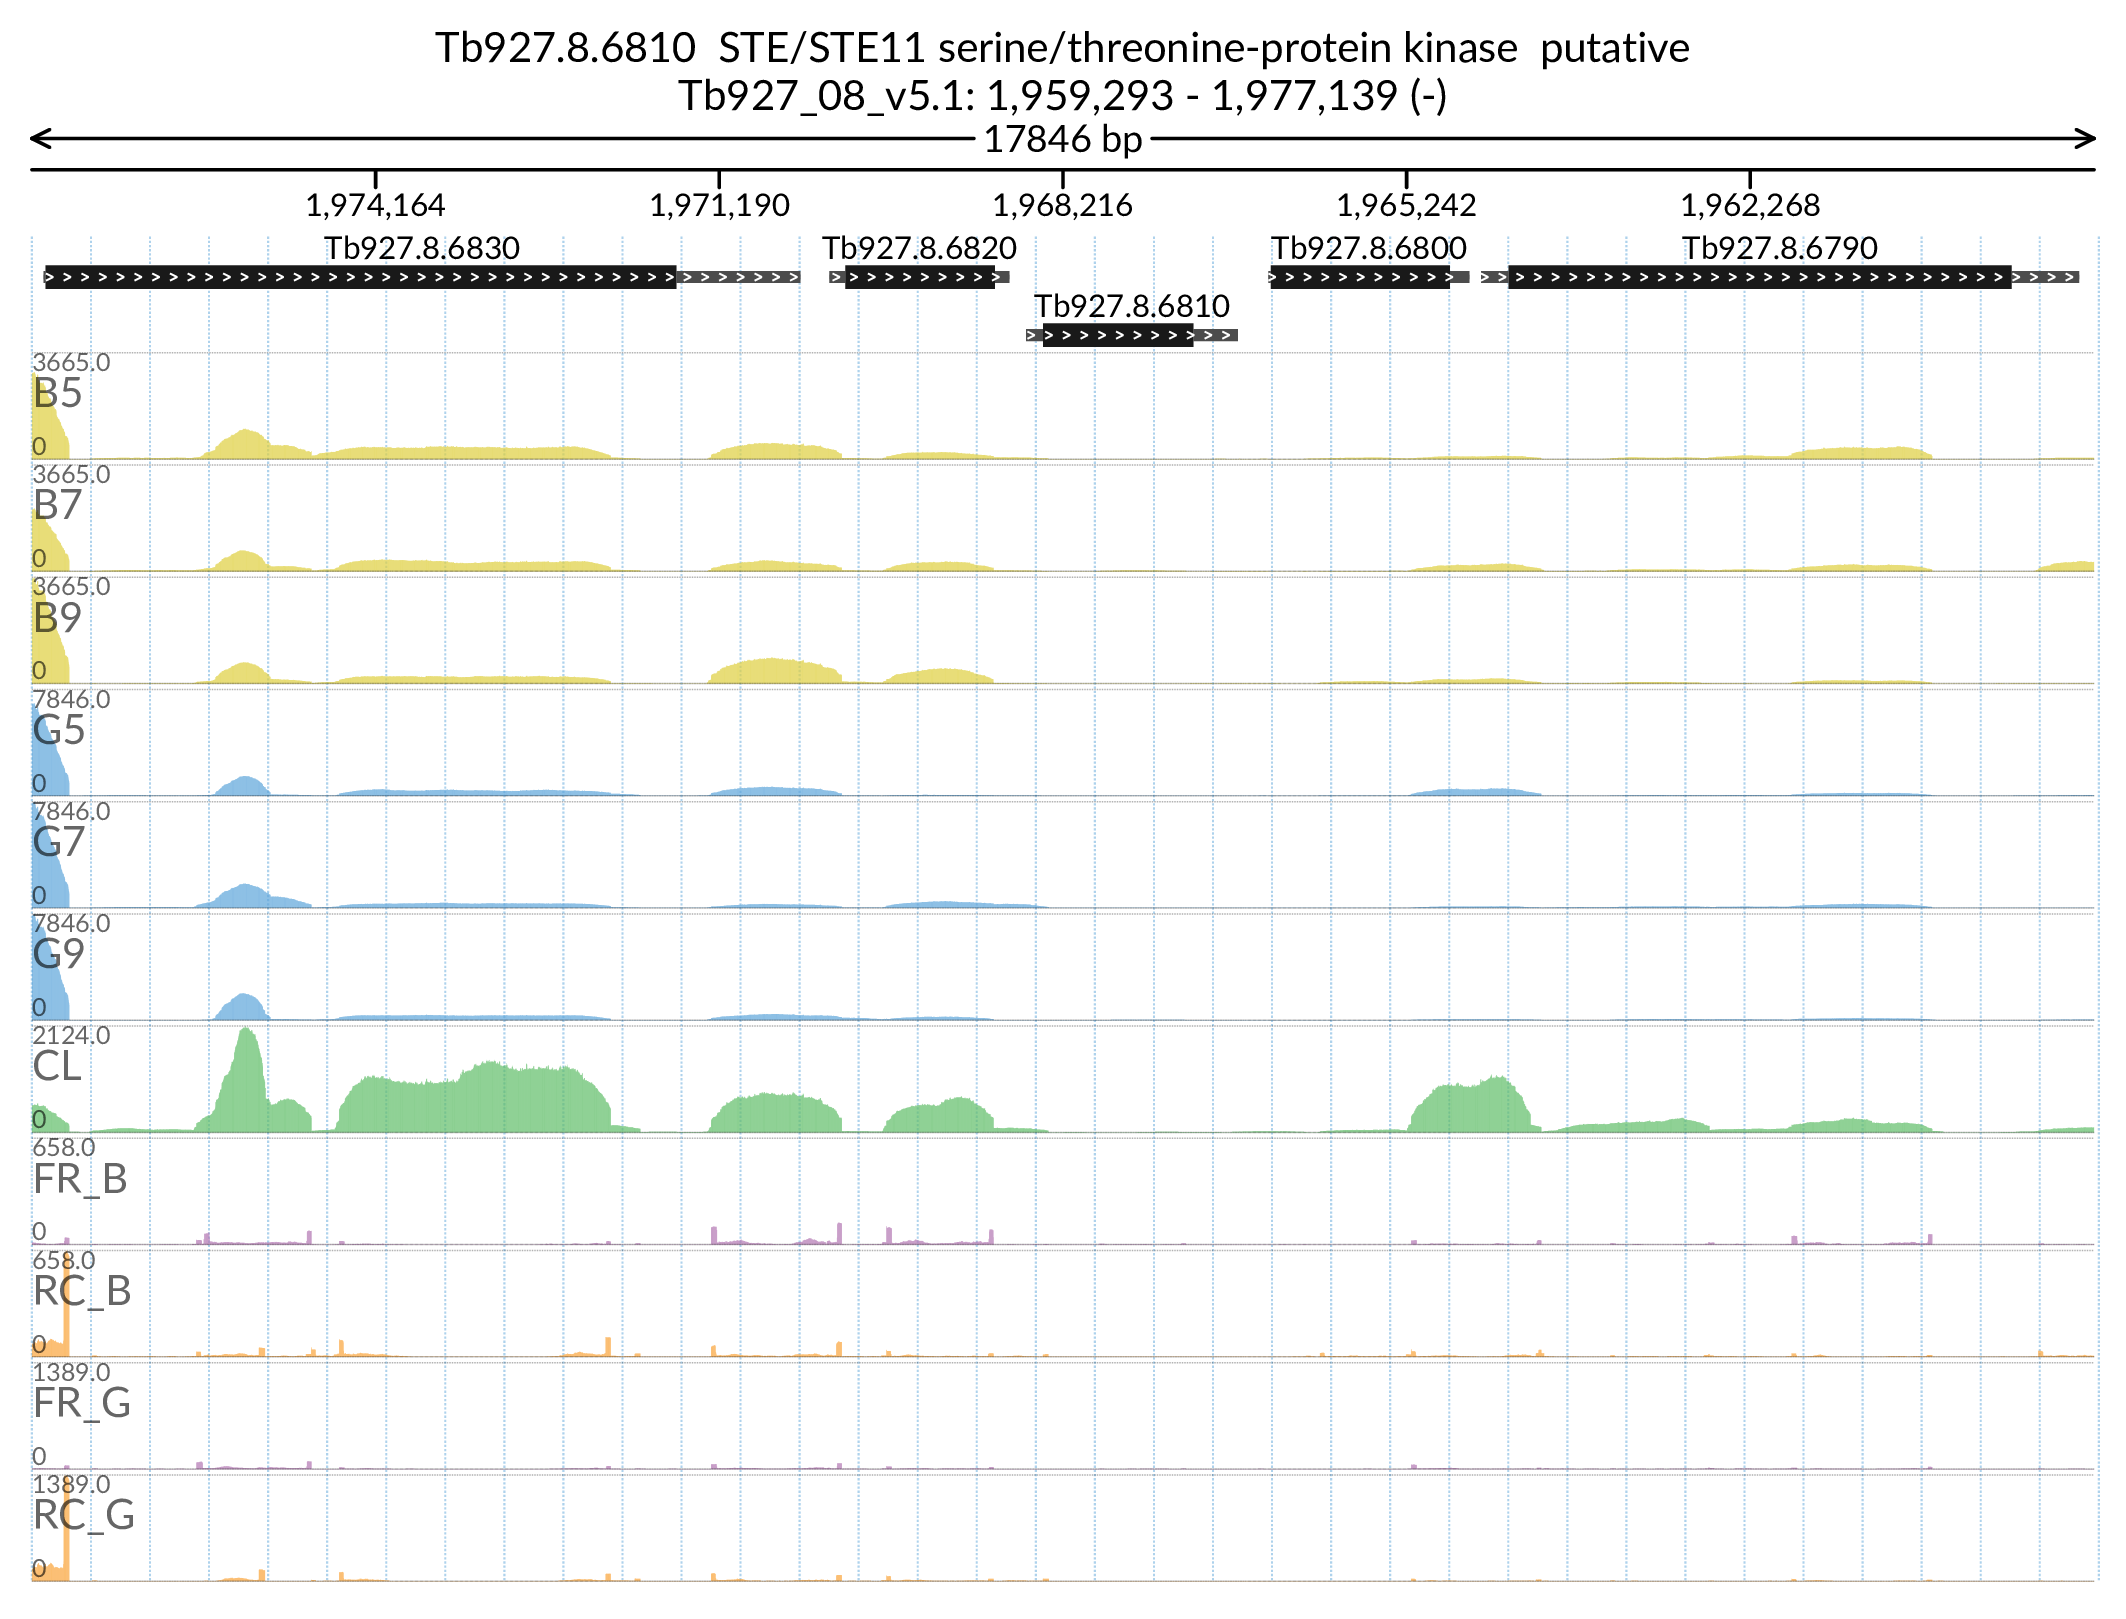 Tb927.8.6810  STE/STE11 serine/threonine-protein kinase  putative
Tb927_08_v5.1: 1,959,293 - 1,977,139 (-)
17846 bp
1,974,164 1,971,190 1,968,216 1,965,242 1,962,268
Tb927.8.6830 Tb927.8.6820 Tb927.8.6800 Tb927.8.6790
Tb927.8.6810
3665.0
B5
0
3665.0
B7
0
3665.0
B9
0
7846.0
G5
0
7846.0
G7
0
7846.0
G9
0
2124.0
CL
0
658.0
FR_B
0
658.0
RC_B
0
1389.0
FR_G
0
1389.0
RC_G
0